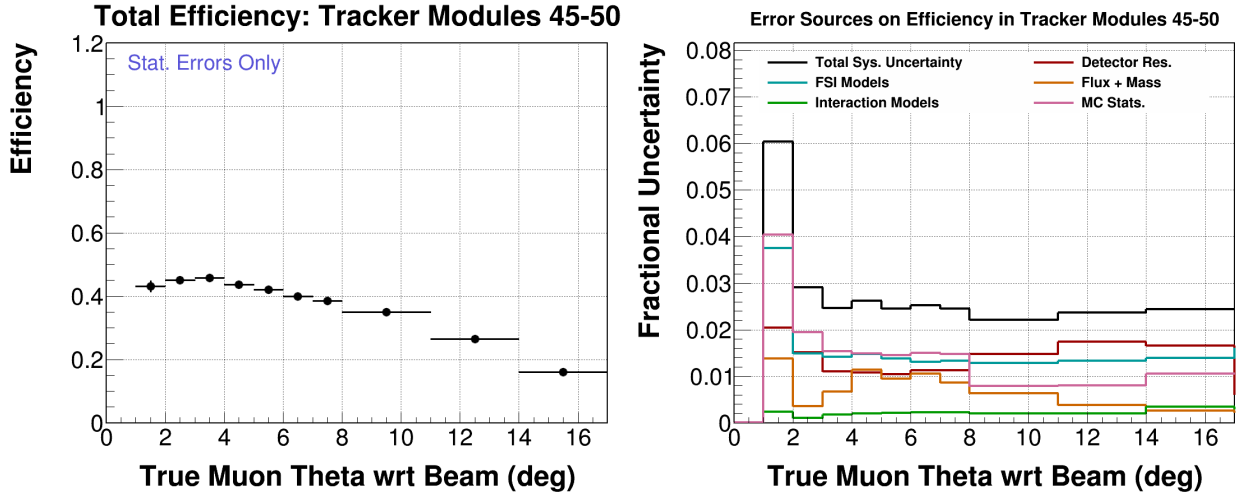 Total Efficiency: Tracker Modules 45-50
Stat. Errors Only
Efficiency
1.2
1
0.8
0.6
0.4
0.2
0
0 2 4 6 8 10 12 14 16
True Muon Theta wrt Beam (deg)
Error Sources on Efficiency in Tracker Modules 45-50
Total Sys. Uncertainty
FSI Models
Interaction Models
Detector Res.
Flux + Mass
MC Stats.
Fractional Uncertainty
0.08
0.07
0.06
0.05
0.04
0.03
0.02
0.01
0
0 2 4 6 8 10 12 14 16
True Muon Theta wrt Beam (deg)